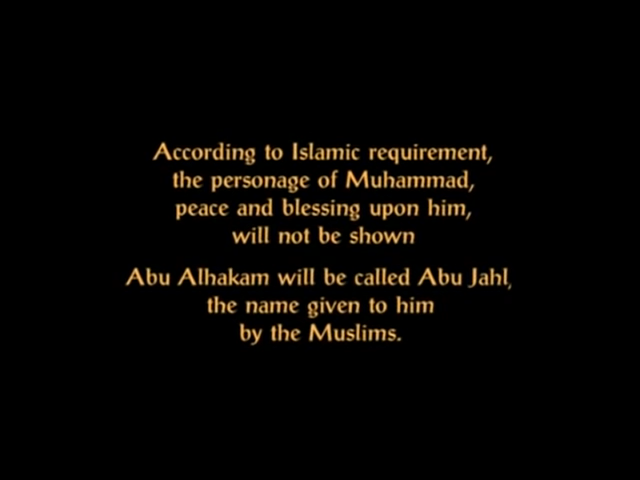 According to Islamic requirement,
the personage of Muhammad,
peace and blessing upon him,
will not be shown
Abu Alhakam will be called Abu Jahl,
the name given to him
by the Muslims.